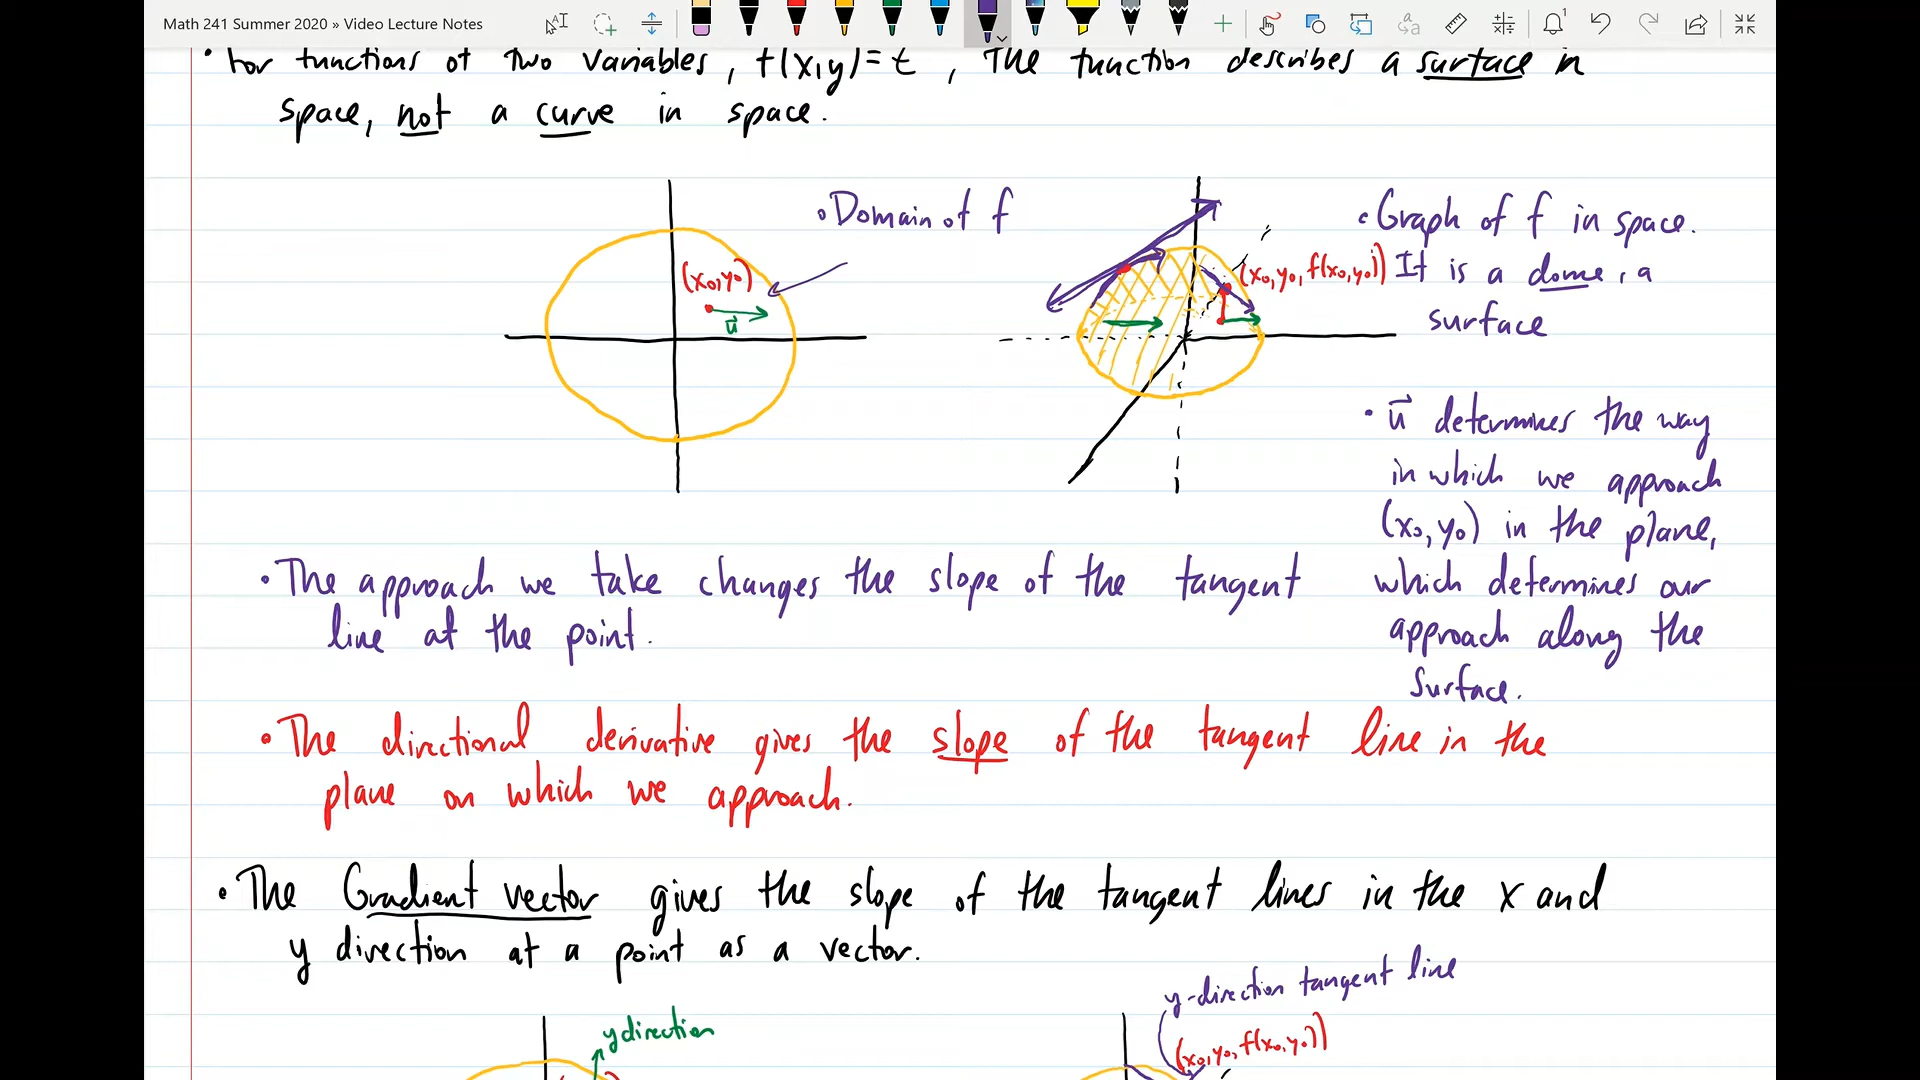 Math 241 Summer 2020 » Video Lecture Notes
• For functions of two variables, f(x,y)=z, the function describes a surface in
space, not a curve in space.
• Domain of f
(x₀,y₀)
u⃗
(x₀,y₀,f(x₀,y₀))
• Graph of f in space.
It is a dome, a
surface
• u⃗ determines the way
in which we approach
(x₀,y₀) in the plane,
which determines our
approach along the
surface.
• The approach we take changes the slope of the tangent
line at the point.
• The directional derivative gives the slope of the tangent line in the
plane on which we approach.
• The Gradient vector gives the slope of the tangent lines in the x and
y direction at a point as a vector.
y direction
y-direction tangent line
(x₀,y₀,f(x₀,y₀))